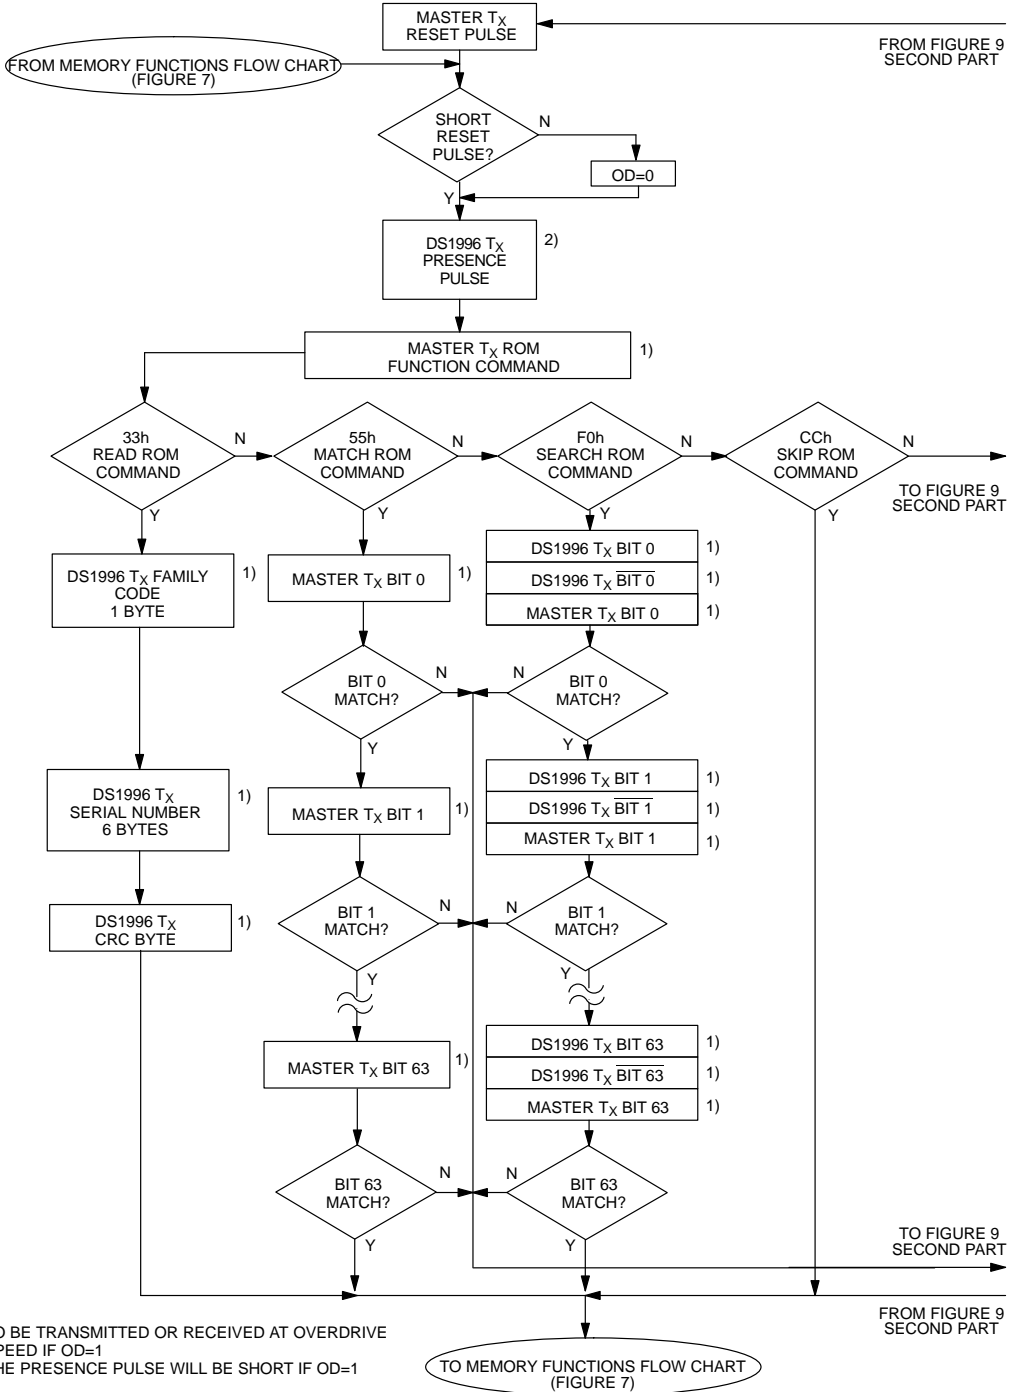 MASTER TX
RESET PULSE
FROM FIGURE 9
SECOND PART
FROM MEMORY FUNCTIONS FLOW CHART
(FIGURE 7)
SHORT
RESET
PULSE?
N
OD=0
Y
DS1996 TX
PRESENCE
PULSE
2)
MASTER TX ROM
FUNCTION COMMAND
1)
33h
READ ROM
COMMAND
N
55h
MATCH ROM
COMMAND
N
F0h
SEARCH ROM
COMMAND
N
CCh
SKIP ROM
COMMAND
N
TO FIGURE 9
SECOND PART
Y
Y
Y
Y
DS1996 TX FAMILY
CODE
1 BYTE
1)
MASTER TX BIT 0
1)
DS1996 TX BIT 0
1)
DS1996 TX BIT 0
1)
MASTER TX BIT 0
1)
BIT 0
MATCH?
N
N
BIT 0
MATCH?
Y
Y
DS1996 TX
SERIAL NUMBER
6 BYTES
1)
MASTER TX BIT 1
1)
DS1996 TX BIT 1
1)
DS1996 TX BIT 1
1)
MASTER TX BIT 1
1)
DS1996 TX
CRC BYTE
1)
BIT 1
MATCH?
N
N
BIT 1
MATCH?
Y
Y
MASTER TX BIT 63
1)
DS1996 TX BIT 63
1)
DS1996 TX BIT 63
1)
MASTER TX BIT 63
1)
BIT 63
MATCH?
N
N
BIT 63
MATCH?
Y
Y
TO FIGURE 9
SECOND PART
FROM FIGURE 9
SECOND PART
O BE TRANSMITTED OR RECEIVED AT OVERDRIVE
PEED IF OD=1
HE PRESENCE PULSE WILL BE SHORT IF OD=1
TO MEMORY FUNCTIONS FLOW CHART
(FIGURE 7)